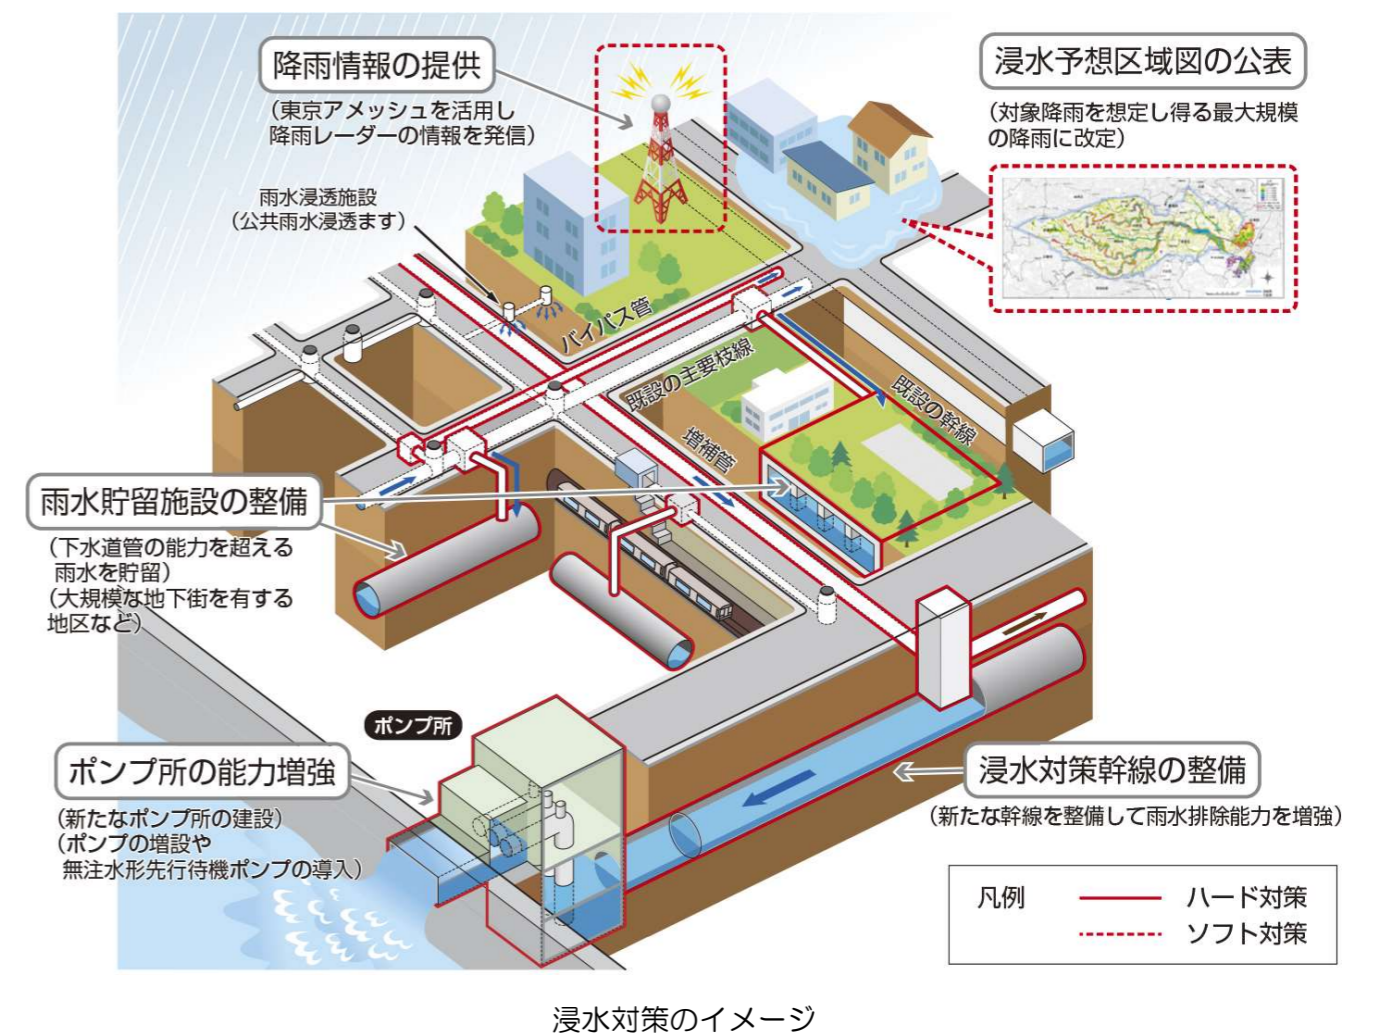 降雨情報の提供
（東京アメッシュを活用し
降雨レーダーの情報を発信）
浸水予想区域図の公表
（対象降雨を想定し得る最大規模
の降雨に改定）
雨水浸透施設
（公共雨水浸透ます）
バイパス管
既設の主要枝線
既設の幹線
増補管
雨水貯留施設の整備
（下水道管の能力を超える
雨水を貯留）
（大規模な地下街を有する
地区など）
ポンプ所
ポンプ所の能力増強
（新たなポンプ所の建設）
（ポンプの増設や
無注水形先行待機ポンプの導入）
浸水対策幹線の整備
（新たな幹線を整備して雨水排除能力を増強）
凡例
ハード対策
ソフト対策
浸水対策のイメージ